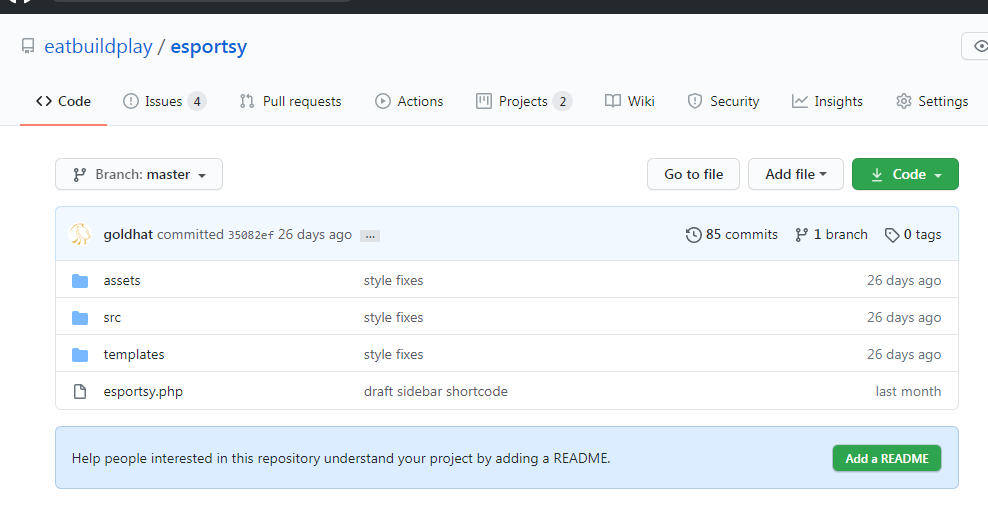 eatbuildplay / esportsy
Code Issues 4 Pull requests Actions Projects 2 Wiki Security Insights Settings
Branch: master Go to file Add file Code
goldhat committed 35082ef 26 days ago ... 85 commits 1 branch 0 tags
assets style fixes 26 days ago
src style fixes 26 days ago
templates style fixes 26 days ago
esportsy.php draft sidebar shortcode last month
Help people interested in this repository understand your project by adding a README. Add a README